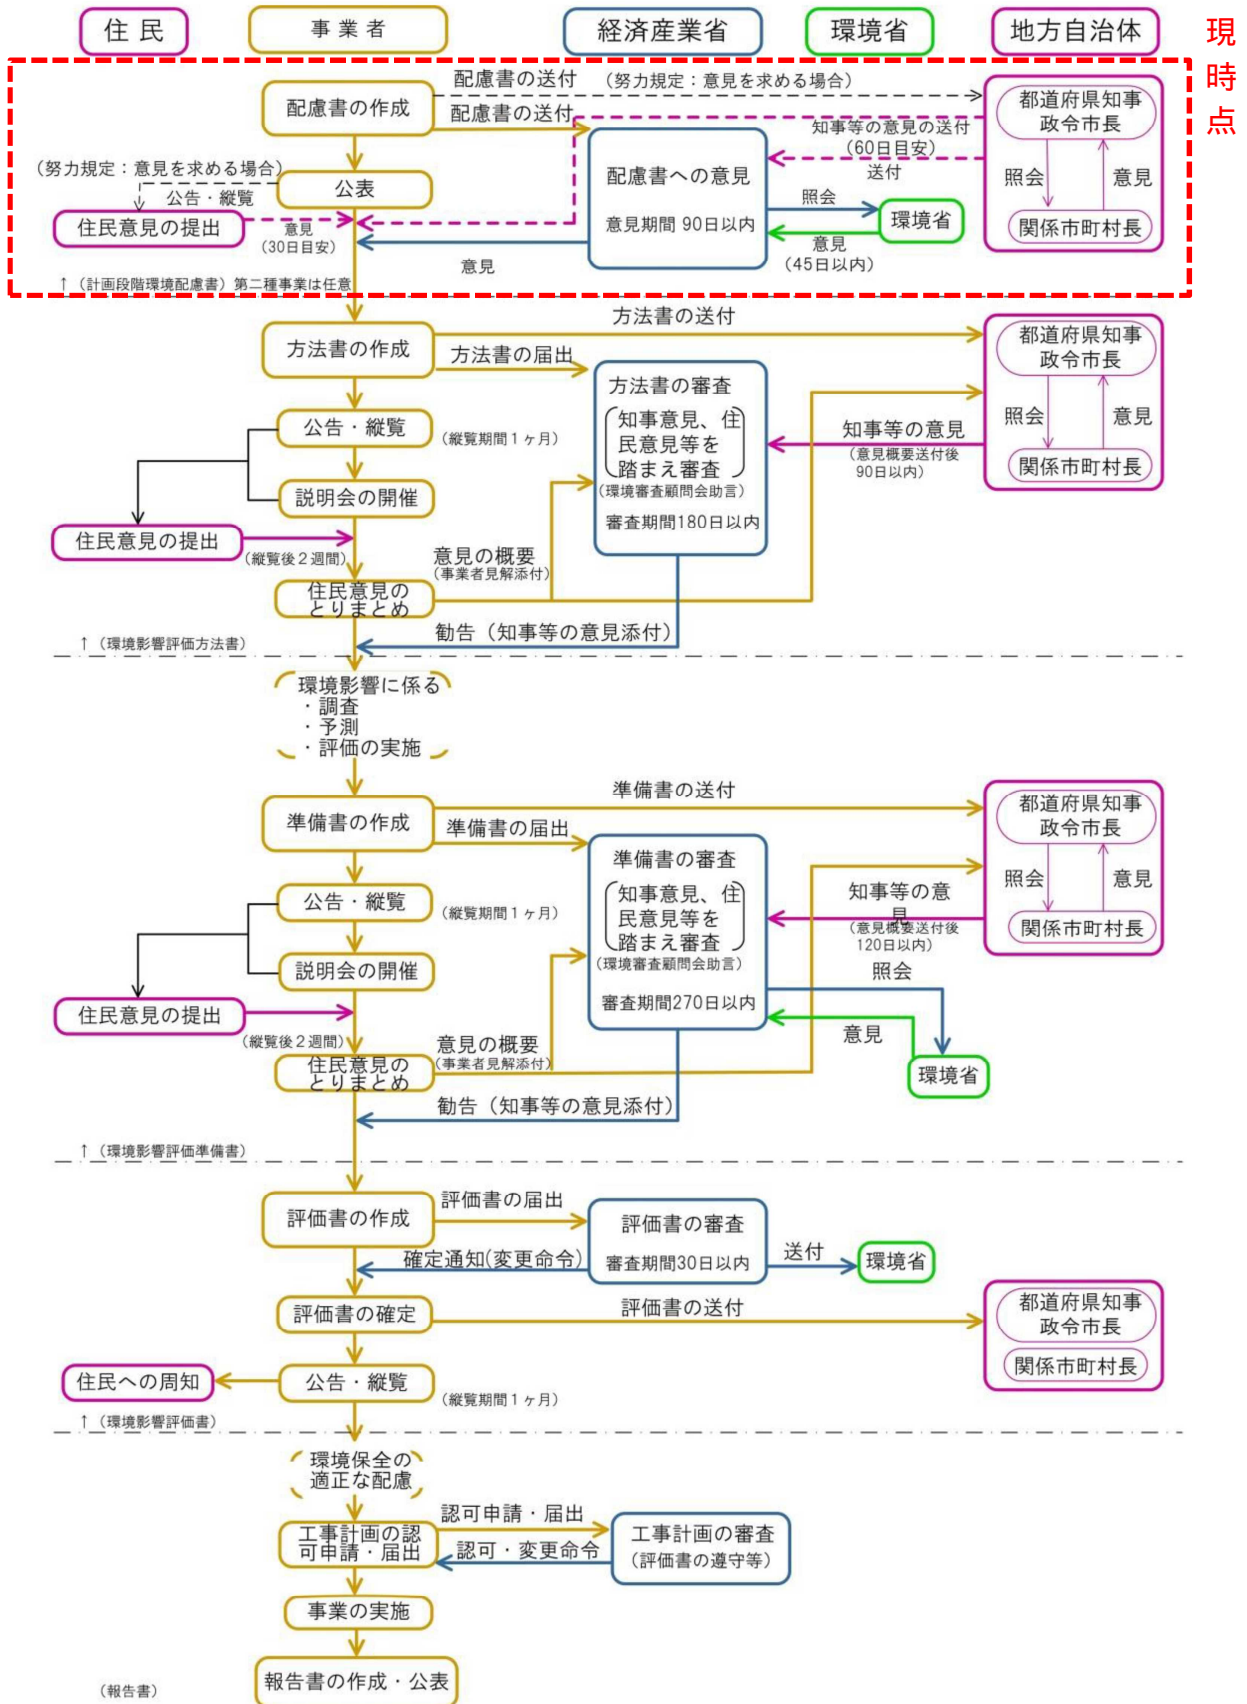 住民
事業者
経済産業省
環境省
地方自治体
現時点
配慮書の送付
（努力規定：意見を求める場合）
配慮書の作成
配慮書の送付
都道府県知事
政令市長
知事等の意見の送付
（60日目安）
送付
（努力規定：意見を求める場合）
公告・縦覧
公表
配慮書への意見
意見期間 90日以内
照会
環境省
意見
（45日以内）
照会
意見
関係市町村長
住民意見の提出
意見
（30日目安）
意見
↑（計画段階環境配慮書）第二種事業は任意
方法書の送付
方法書の作成
方法書の届出
都道府県知事
政令市長
方法書の審査
知事意見、住
民意見等を
踏まえ審査
（環境審査顧問会助言）
審査期間180日以内
公告・縦覧
（縦覧期間１ヶ月）
知事等の意見
（意見概要送付後
90日以内）
照会
意見
関係市町村長
説明会の開催
住民意見の提出
（縦覧後２週間）
意見の概要
（事業者見解添付）
住民意見の
とりまとめ
勧告（知事等の意見添付）
↑（環境影響評価方法書）
環境影響に係る
・調査
・予測
・評価の実施
準備書の送付
準備書の作成
準備書の届出
都道府県知事
政令市長
準備書の審査
知事意見、住
民意見等を
踏まえ審査
（環境審査顧問会助言）
審査期間270日以内
公告・縦覧
（縦覧期間１ヶ月）
知事等の意
見
（意見概要送付後
120日以内）
照会
意見
関係市町村長
説明会の開催
照会
住民意見の提出
（縦覧後２週間）
意見
環境省
意見の概要
（事業者見解添付）
住民意見の
とりまとめ
勧告（知事等の意見添付）
↑（環境影響評価準備書）
評価書の作成
評価書の届出
評価書の審査
審査期間30日以内
確定通知(変更命令)
送付
環境省
評価書の確定
評価書の送付
都道府県知事
政令市長
関係市町村長
住民への周知
公告・縦覧
（縦覧期間１ヶ月）
↑（環境影響評価書）
環境保全の
適正な配慮
工事計画の認
可申請・届出
認可申請・届出
認可・変更命令
工事計画の審査
（評価書の遵守等）
事業の実施
報告書の作成・公表
（報告書）